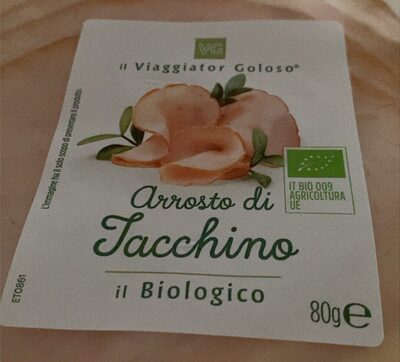 VG
il Viaggiator Goloso®
L'immagine ha il solo scopo di presentare il prodotto.
IT BIO 009
AGRICOLTURA
UE
Arrosto di
Tacchino
il Biologico
ET0861
80g e